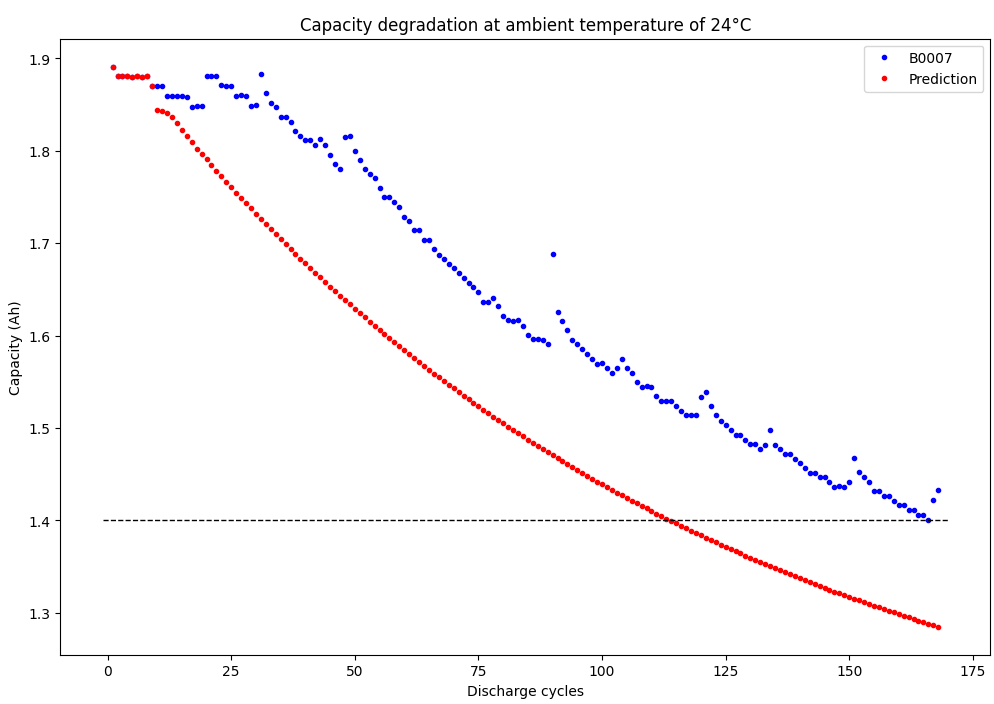 Capacity degradation at ambient temperature of 24°C
B0007
Prediction
Capacity (Ah)
1.9
1.8
1.7
1.6
1.5
1.4
1.3
0 25 50 75 100 125 150 175
Discharge cycles